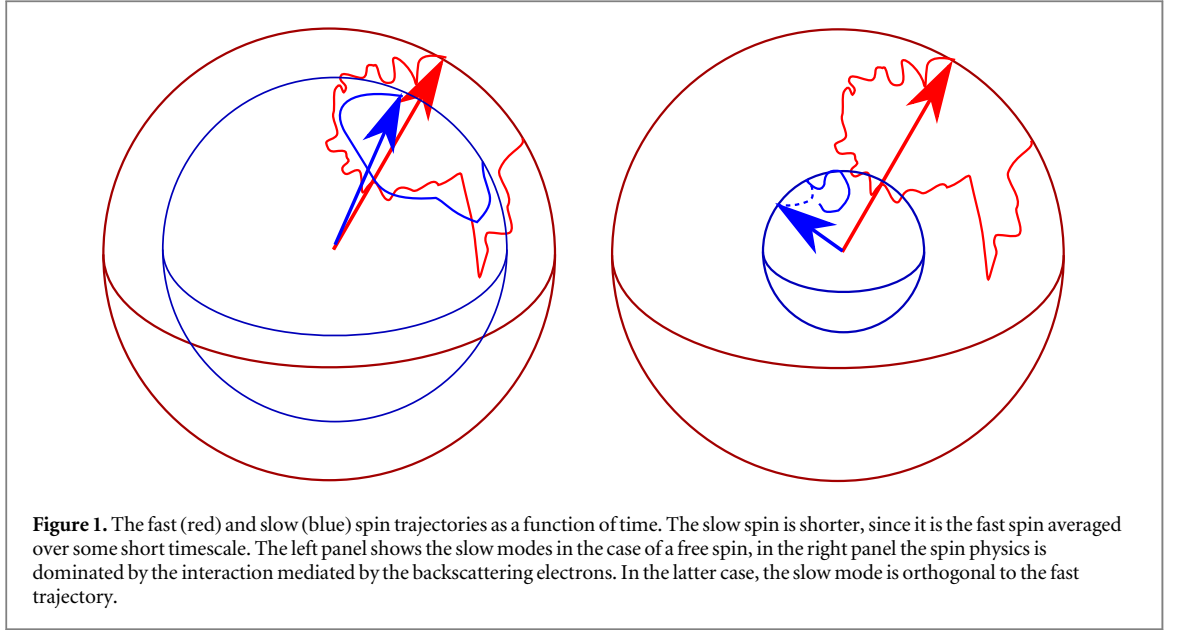 Figure 1. The fast (red) and slow (blue) spin trajectories as a function of time. The slow spin is shorter, since it is the fast spin averaged
over some short timescale. The left panel shows the slow modes in the case of a free spin, in the right panel the spin physics is
dominated by the interaction mediated by the backscattering electrons. In the latter case, the slow mode is orthogonal to the fast
trajectory.